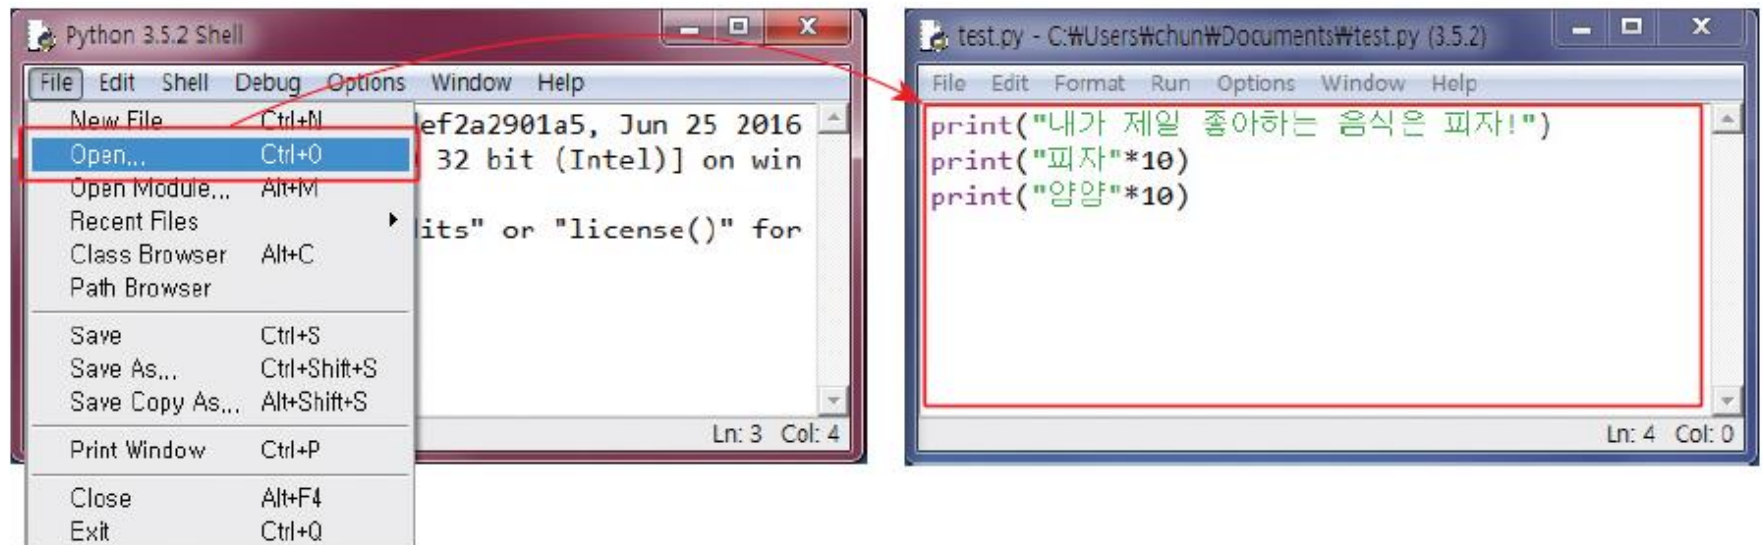 Python 3.5.2 Shell
File Edit Shell Debug Options Window Help
New File Ctrl+N
Open... Ctrl+O
Open Module... Alt+M
Recent Files
Class Browser Alt+C
Path Browser
Save Ctrl+S
Save As... Ctrl+Shift+S
Save Copy As... Alt+Shift+S
Print Window Ctrl+P
Close Alt+F4
Exit Ctrl+Q
ef2a2901a5, Jun 25 2016
32 bit (Intel)] on win
its" or "license()" for
Ln: 3 Col: 4
test.py - C:₩Users₩chun₩Documents₩test.py (3.5.2)
File Edit Format Run Options Window Help
print("내가 제일 좋아하는 음식은 피자!")
print("피자"*10)
print("얌얌"*10)
Ln: 4 Col: 0